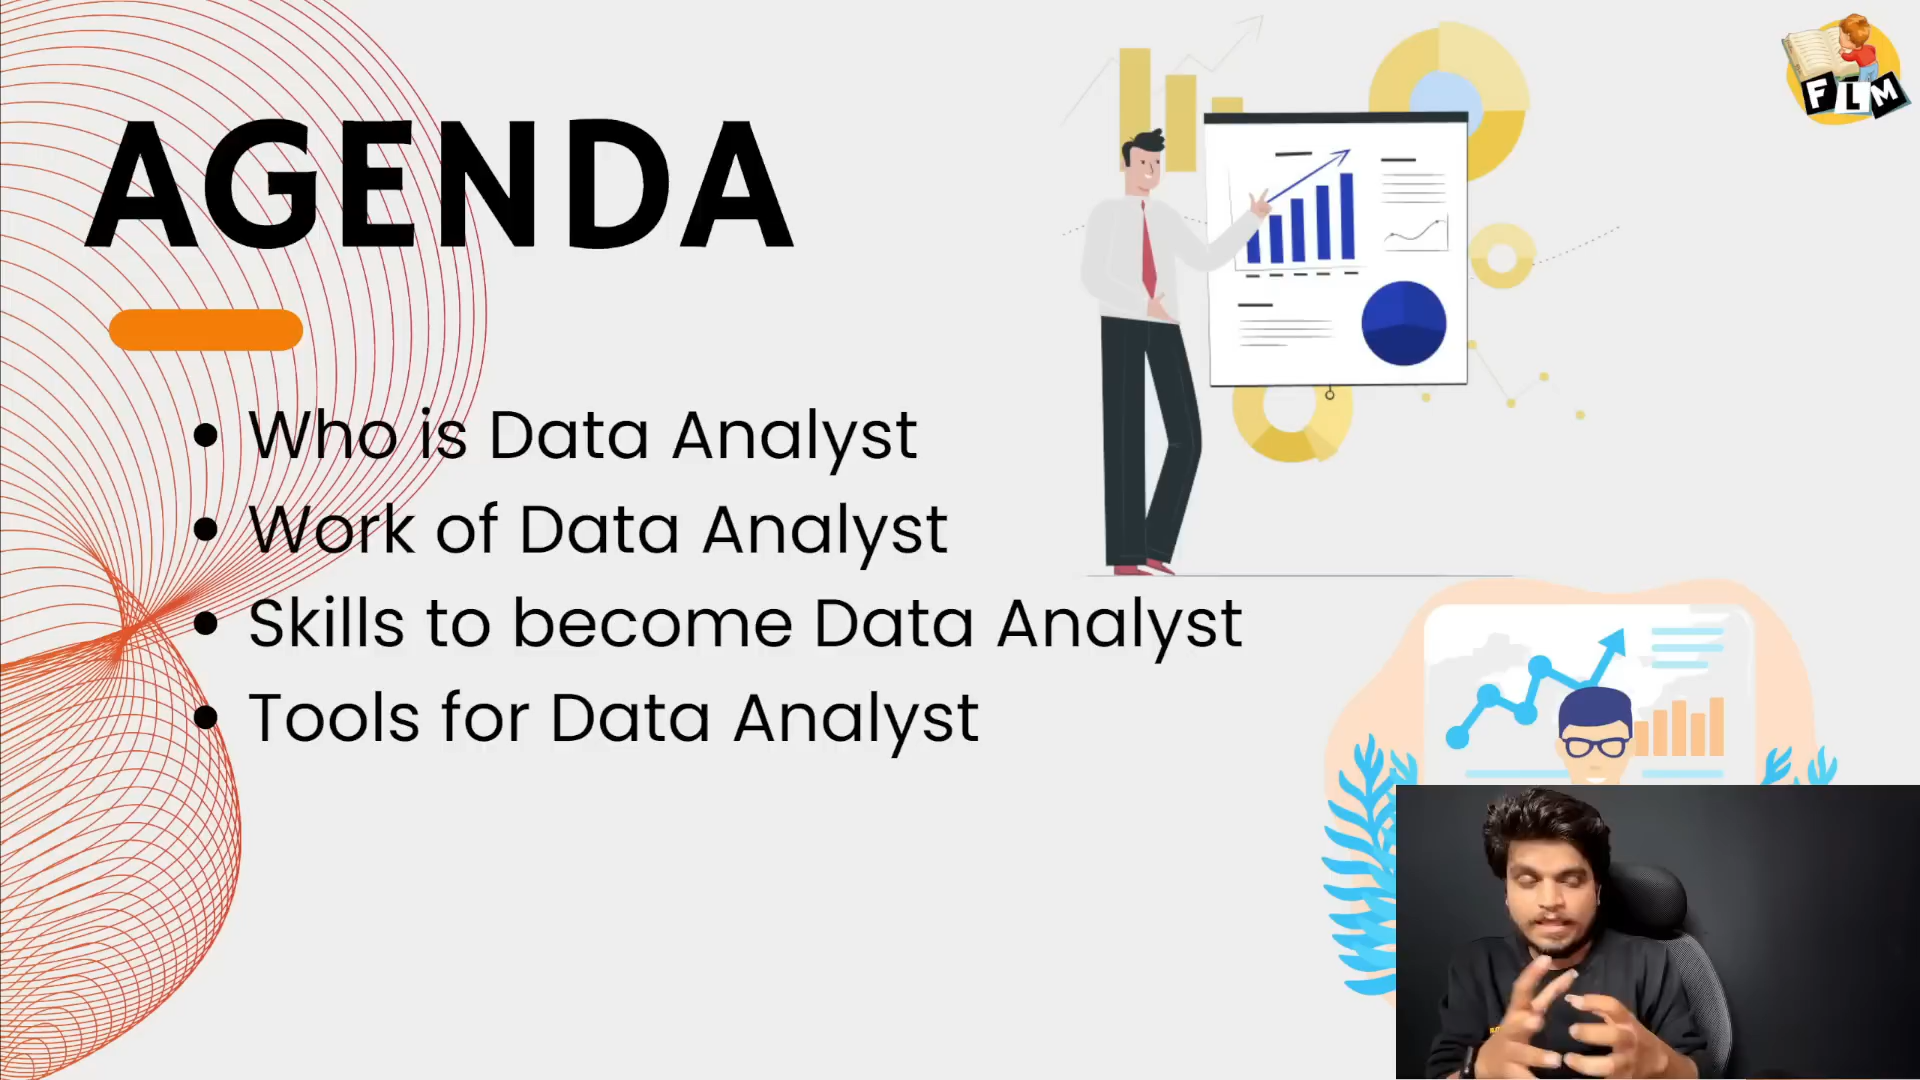 FLM
AGENDA
• Who is Data Analyst
• Work of Data Analyst
• Skills to become Data Analyst
• Tools for Data Analyst